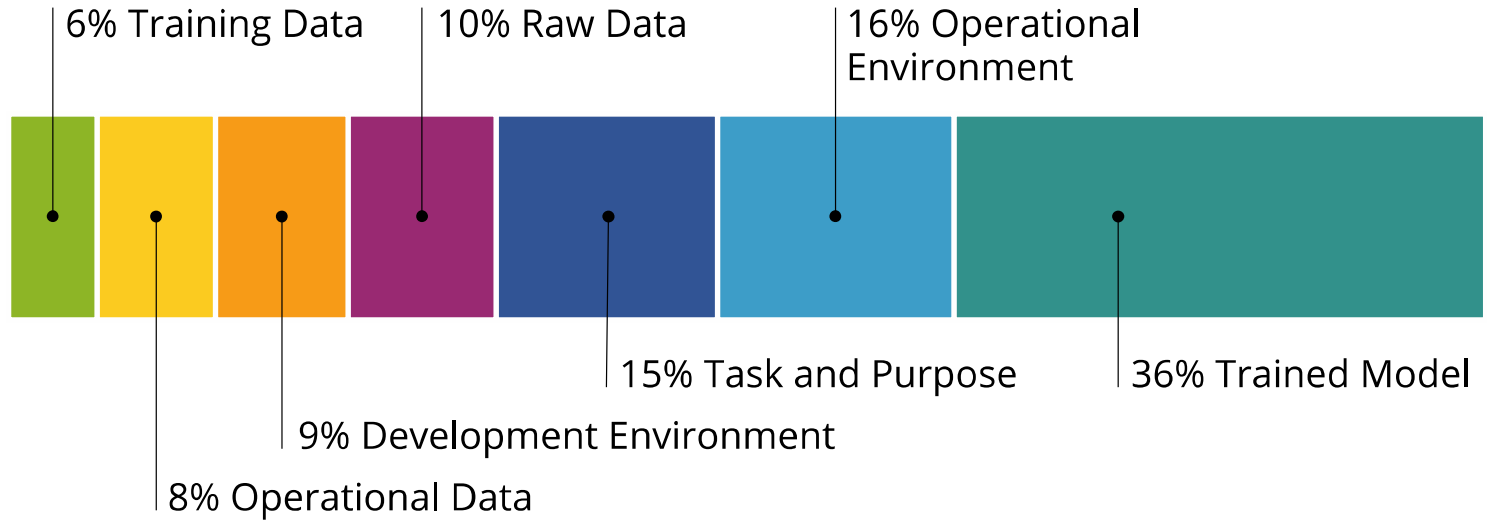 6% Training Data
10% Raw Data
16% Operational
Environment
15% Task and Purpose
36% Trained Model
9% Development Environment
8% Operational Data